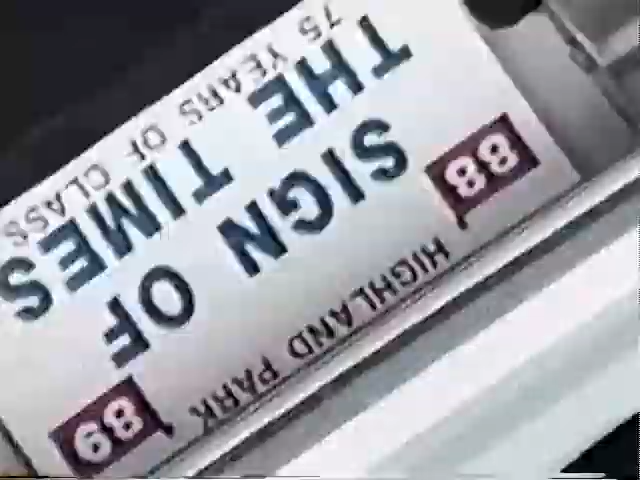 88 HIGHLAND PARK 89
SIGN OF
THE TIMES
75 YEARS OF CLASS